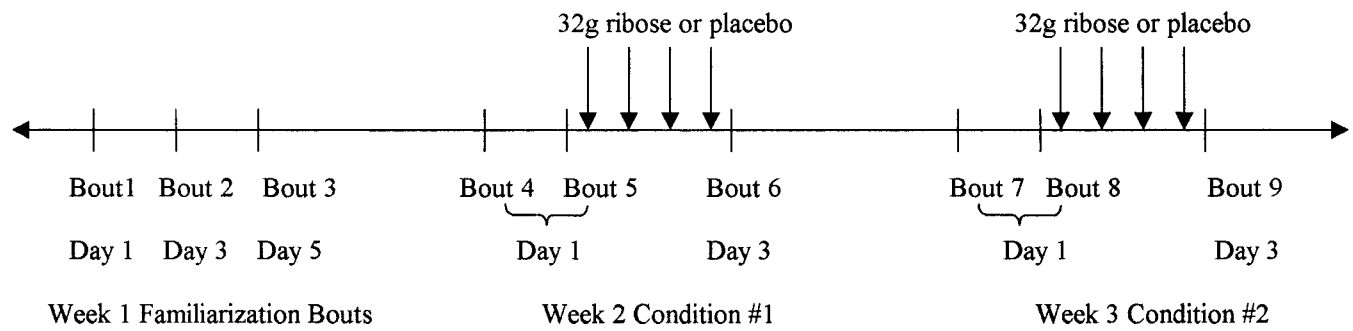 32g ribose or placebo 32g ribose or placebo
Bout1 Bout 2 Bout 3 Bout 4 Bout 5 Bout 6 Bout 7 Bout 8 Bout 9
Day 1 Day 3 Day 5 Day 1 Day 3 Day 1 Day 3
Week 1 Familiarization Bouts Week 2 Condition #1 Week 3 Condition #2